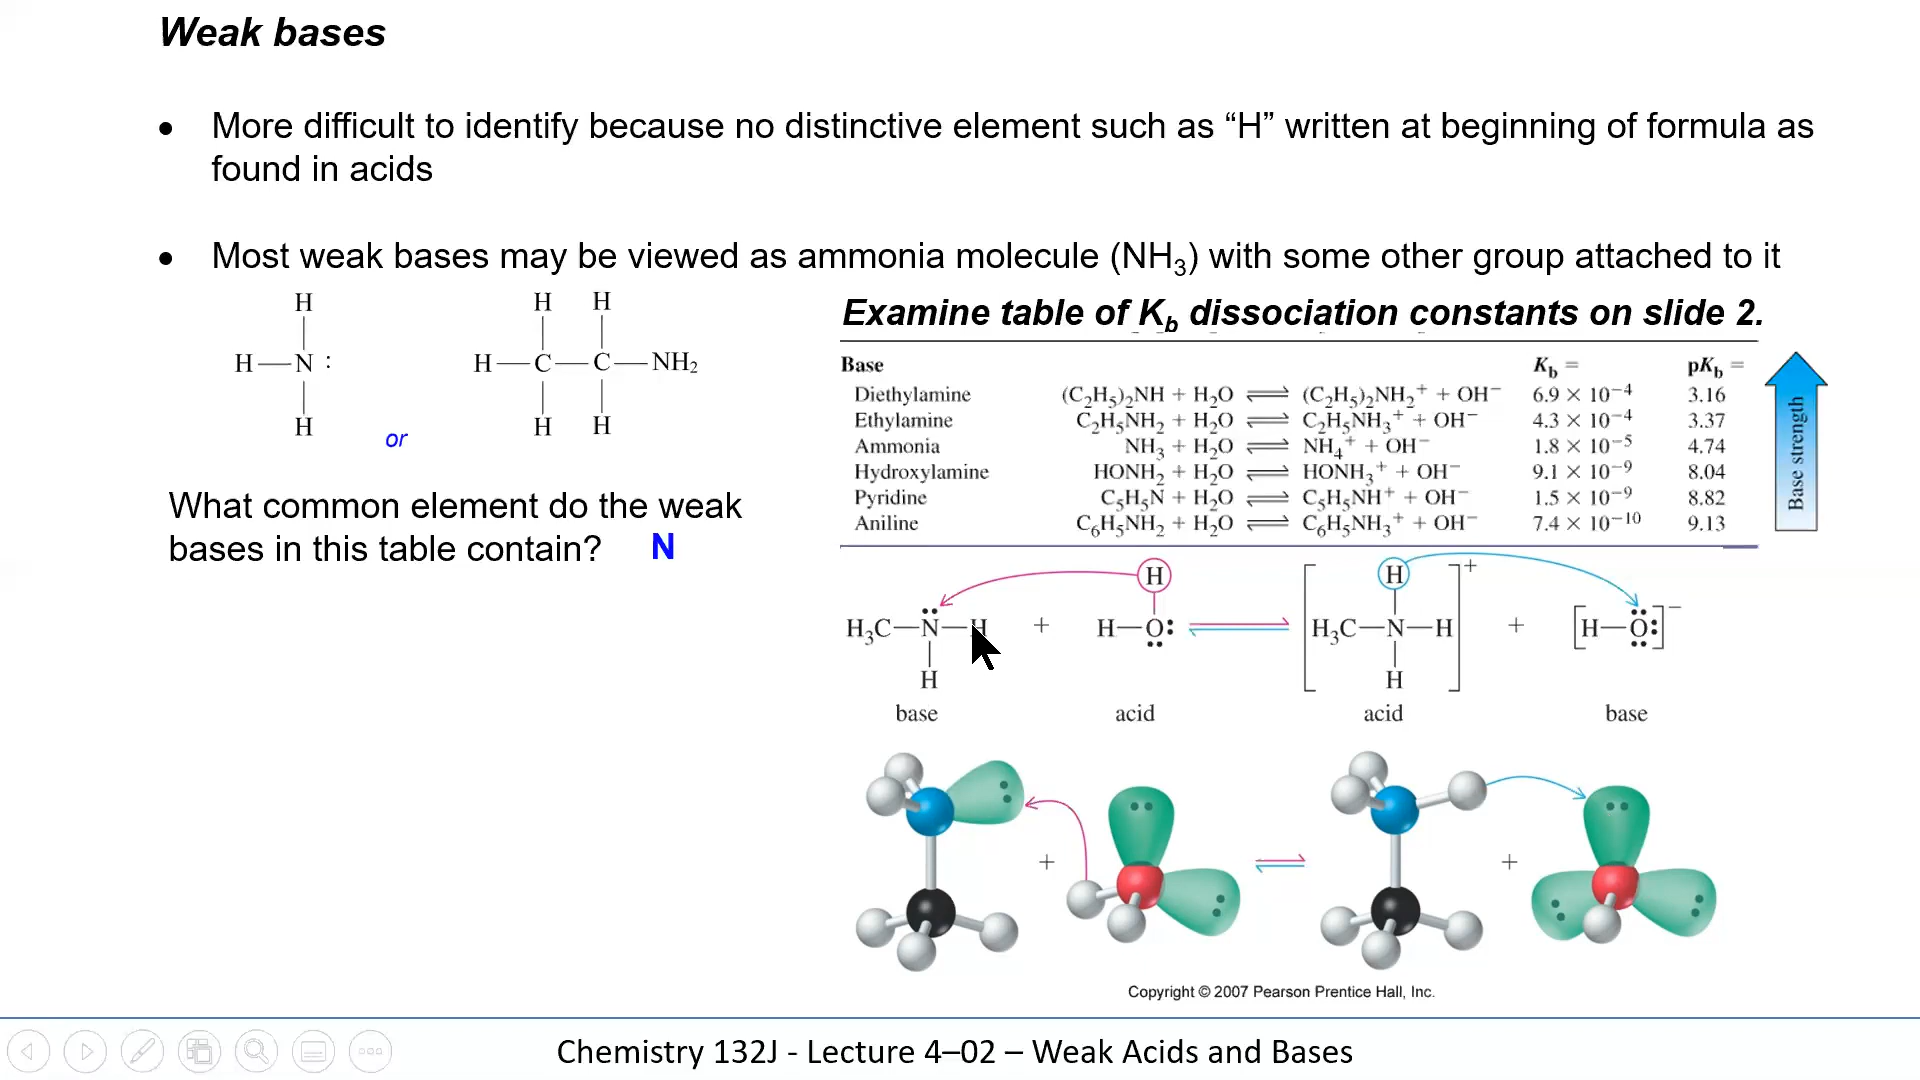 Weak bases
• More difficult to identify because no distinctive element such as “H” written at beginning of formula as
found in acids
• Most weak bases may be viewed as ammonia molecule (NH₃) with some other group attached to it
H
H—N :
H
or
H H
H—C—C—NH₂
H H
What common element do the weak
bases in this table contain? N
Examine table of K_b dissociation constants on slide 2.
Base K_b = pK_b =
Diethylamine (C₂H₅)₂NH + H₂O ⇌ (C₂H₅)₂NH₂⁺ + OH⁻ 6.9 × 10⁻⁴ 3.16
Ethylamine C₂H₅NH₂ + H₂O ⇌ C₂H₅NH₃⁺ + OH⁻ 4.3 × 10⁻⁴ 3.37
Ammonia NH₃ + H₂O ⇌ NH₄⁺ + OH⁻ 1.8 × 10⁻⁵ 4.74
Hydroxylamine HONH₂ + H₂O ⇌ HONH₃⁺ + OH⁻ 9.1 × 10⁻⁹ 8.04
Pyridine C₅H₅N + H₂O ⇌ C₅H₅NH⁺ + OH⁻ 1.5 × 10⁻⁹ 8.82
Aniline C₆H₅NH₂ + H₂O ⇌ C₆H₅NH₃⁺ + OH⁻ 7.4 × 10⁻¹⁰ 9.13
Base strength
H H +
H₃C—N—H + H—O: ⇌ [H₃C—N—H] + [H—O:]⁻
H H
base acid acid base
+ ⇌ +
Copyright © 2007 Pearson Prentice Hall, Inc.
Chemistry 132J - Lecture 4–02 – Weak Acids and Bases